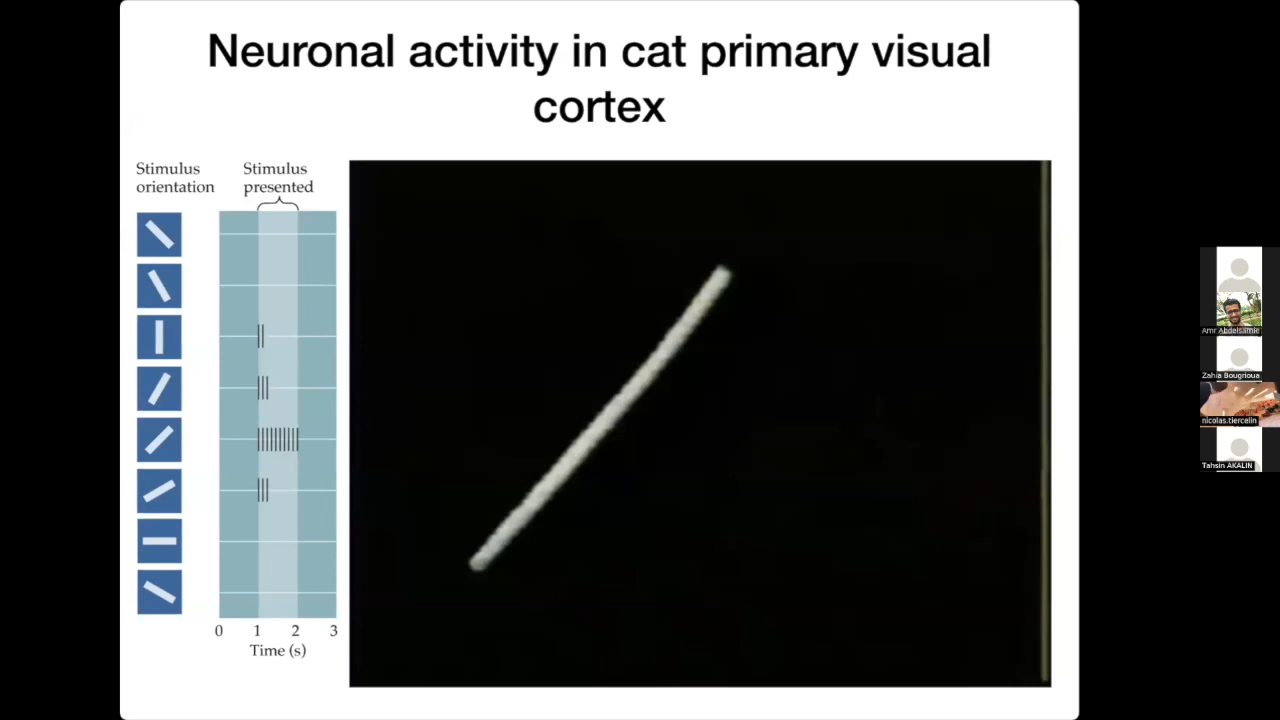 Neuronal activity in cat primary visual
cortex
Stimulus
orientation
Stimulus
presented
0 1 2 3
Time (s)
Amr Abdelsamie
Zahia Bougrioua
nicolas.tiercelin
Tahsin AKALIN